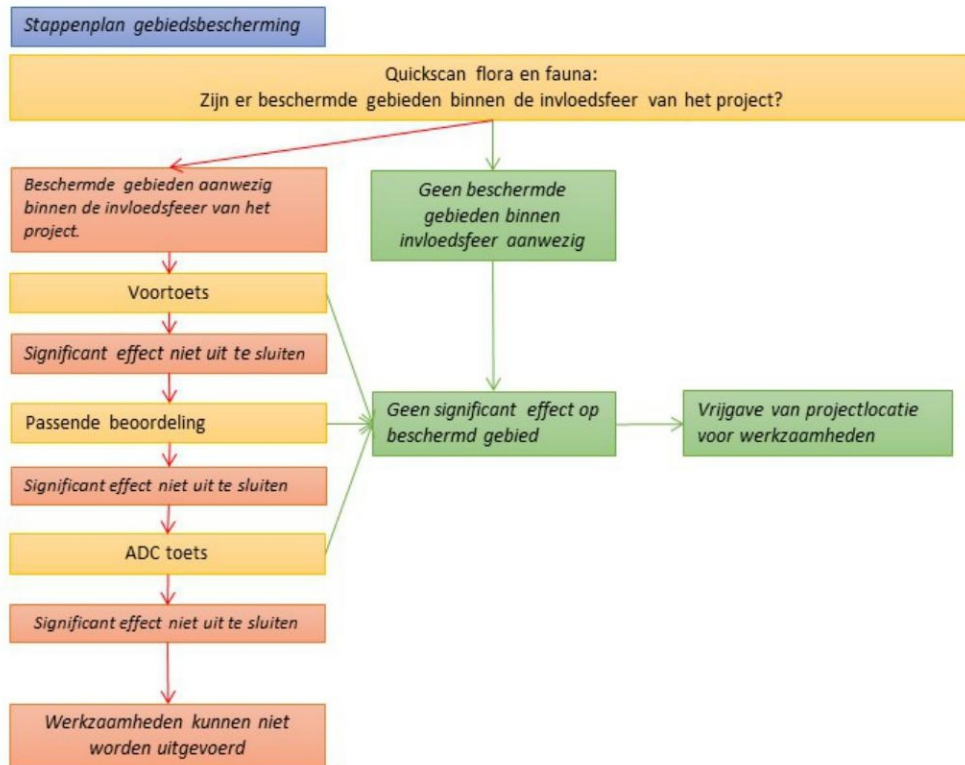 Stappenplan gebiedsbescherming
Quickscan flora en fauna:
Zijn er beschermde gebieden binnen de invloedsfeer van het project?
Beschermde gebieden aanwezig
binnen de invloedsfeeer van het
project.
Geen beschermde
gebieden binnen
invloedsfeer aanwezig
Voortoets
Significant effect niet uit te sluiten
Passende beoordeling
Geen significant effect op
beschermd gebied
Vrijgave van projectlocatie
voor werkzaamheden
Significant effect niet uit te sluiten
ADC toets
Significant effect niet uit te sluiten
Werkzaamheden kunnen niet
worden uitgevoerd